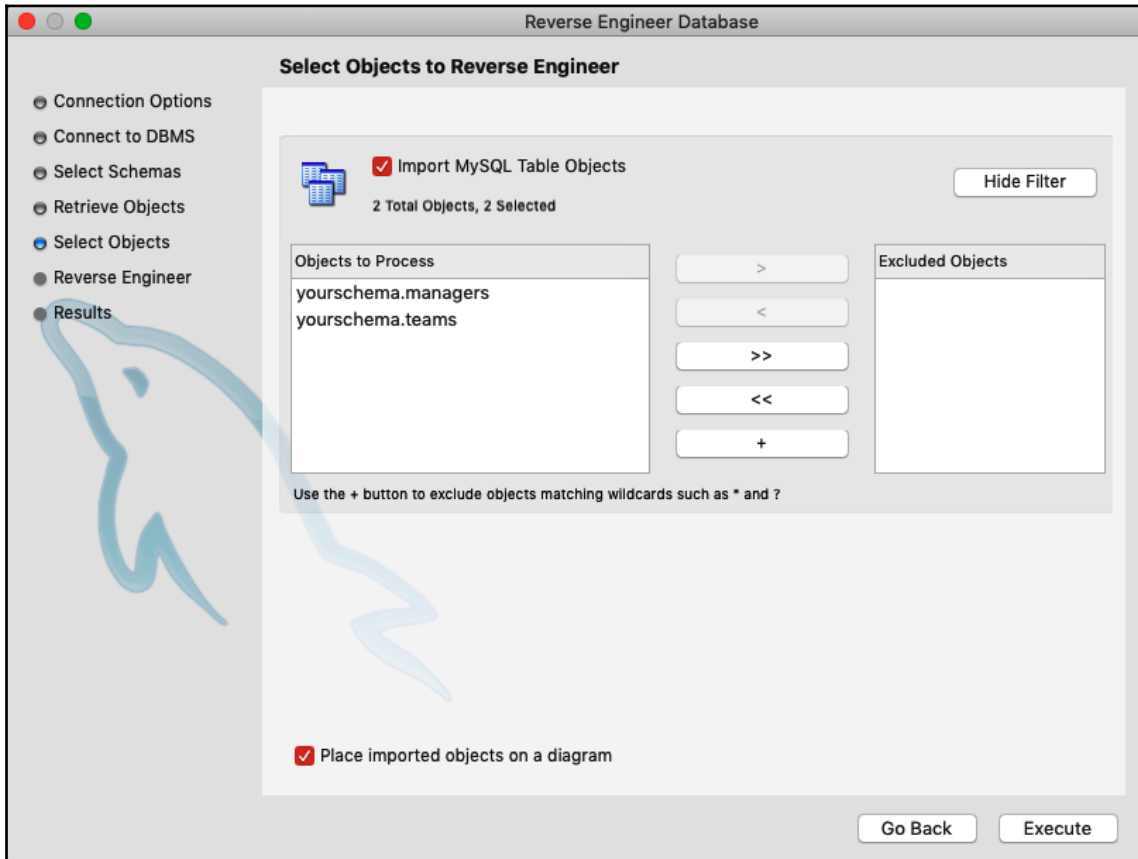 Reverse Engineer Database
Select Objects to Reverse Engineer
Connection Options
Connect to DBMS
Select Schemas
Retrieve Objects
Select Objects
Reverse Engineer
Results
Import MySQL Table Objects
2 Total Objects, 2 Selected
Hide Filter
Objects to Process
yourschema.managers
yourschema.teams
>
<
>>
<<
+
Excluded Objects
Use the + button to exclude objects matching wildcards such as * and ?
Place imported objects on a diagram
Go Back
Execute